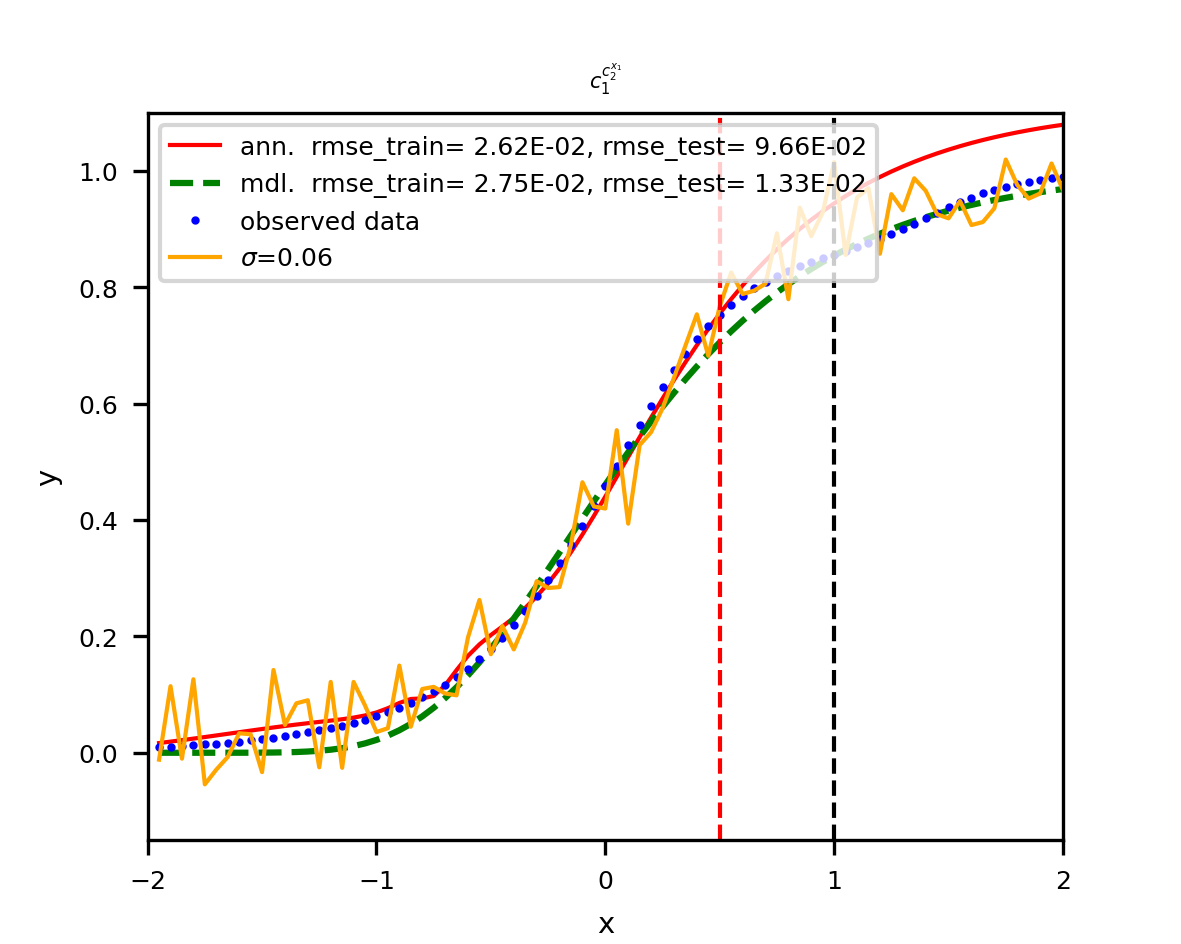 c_1^{c_2^{x_1}}
ann. rmse_train= 2.62E-02, rmse_test= 9.66E-02
mdl. rmse_train= 2.75E-02, rmse_test= 1.33E-02
observed data
σ=0.06
1.0
0.8
0.6
0.4
0.2
0.0
y
−2
−1
0
1
2
x